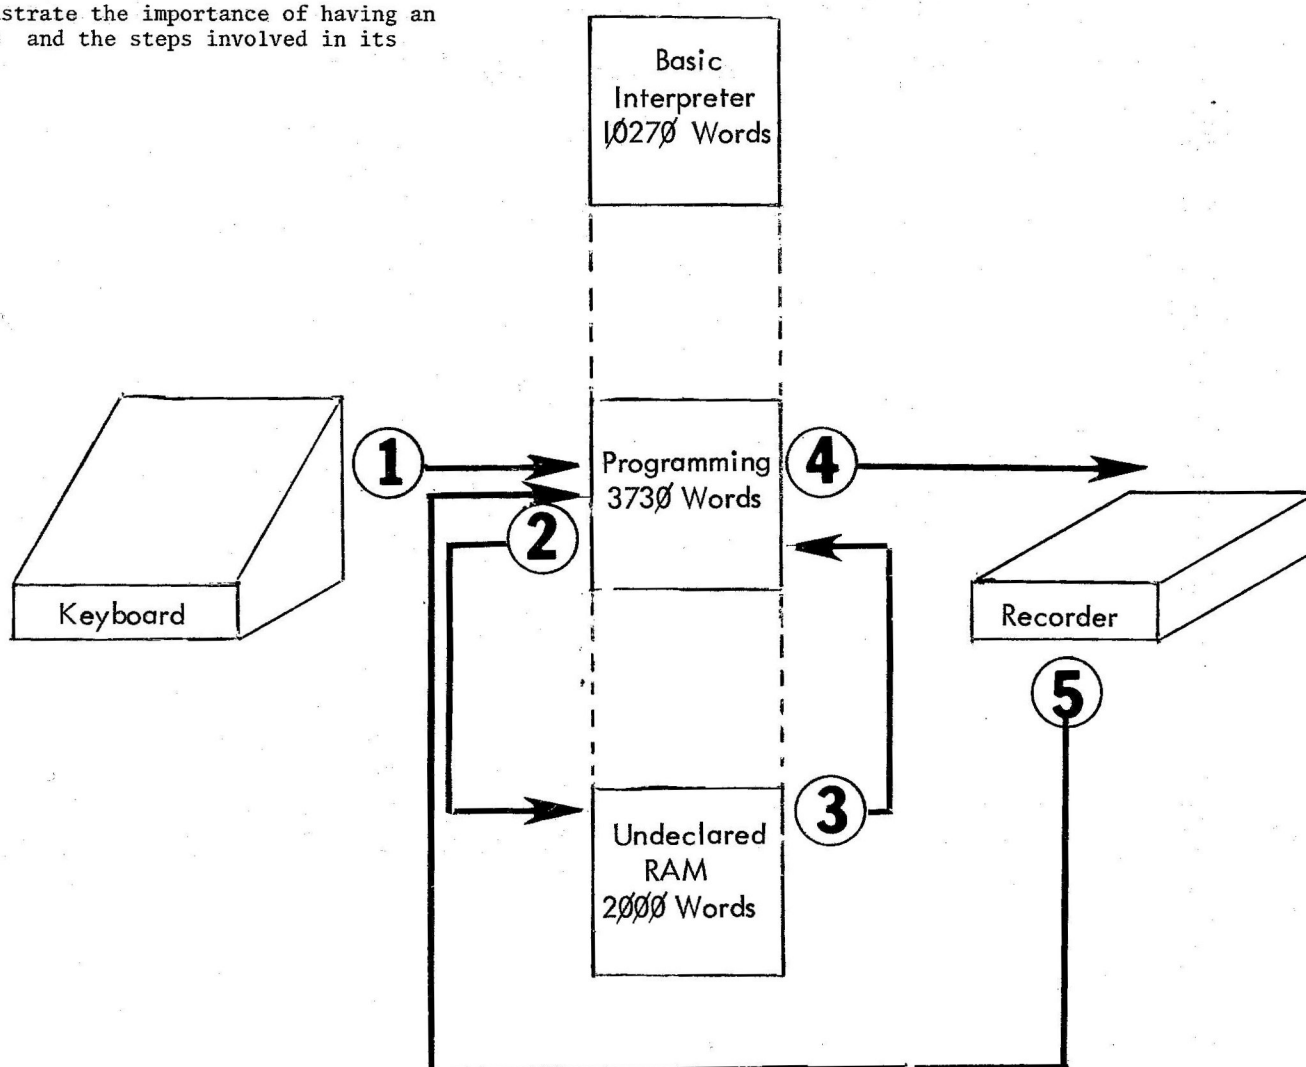 strate the importance of having an
and the steps involved in its
Basic
Interpreter
1Ø27Ø Words
1
Programming
373Ø Words
4
2
Keyboard
Recorder
5
3
Undeclared
RAM
2ØØØ Words